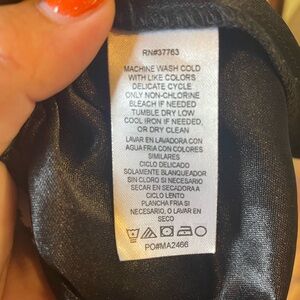 RN#37763
MACHINE WASH COLD
WITH LIKE COLORS
DELICATE CYCLE
ONLY NON-CHLORINE
BLEACH IF NEEDED
TUMBLE DRY LOW
COOL IRON IF NEEDED,
OR DRY CLEAN
LAVAR EN LAVADORA CON
AGUA FRIA CON COLORES
SIMILARES
CICLO DELICADO
SOLAMENTE BLANQUEADOR
SIN CLORO SI NECESARIO
SECAR EN SECADORA A
CICLO LENTO
PLANCHA FRIA SI
NECESARIO, O LAVAR EN
SECO
PO#MA2466